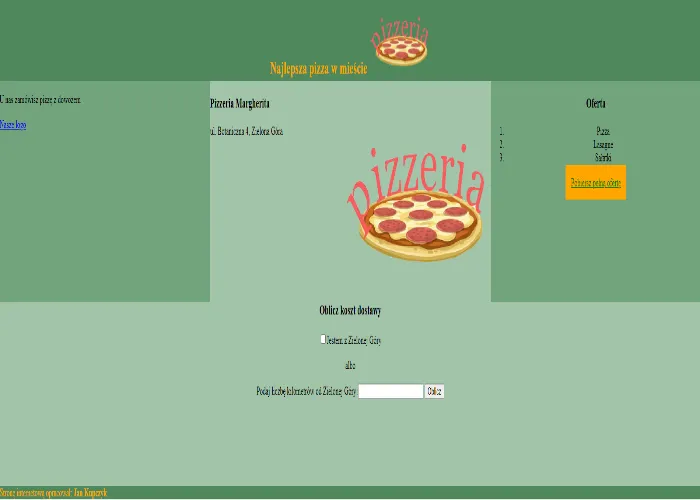 pizzeria
Najlepsza pizza w mieście
U nas zamówisz pizzę z dowozem
Nasze logo
Pizzeria Margherita
ul. Botaniczna 4, Zielona Góra
pizzeria
Oferta
1. Pizza
2. Lasagne
3. Sałatki
Pobierz pełną ofertę
Oblicz koszt dostawy
Jestem z Zielonej Góry
albo
Podaj liczbę kilometrów od Zielonej Góry Oblicz
Stronę internetową opracował: Jan Kupczyk